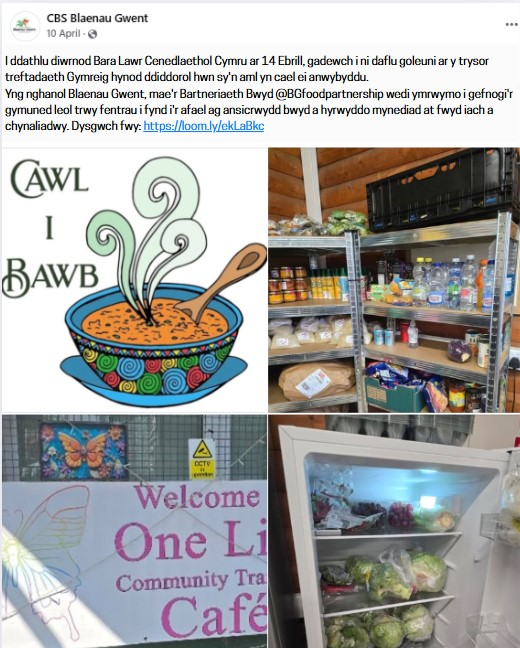 CBS Blaenau Gwent
10 April
I ddathlu diwrnod Bara Lawr Cenedlaethol Cymru ar 14 Ebrill, gadewch i ni daflu goleuni ar y trysor
treftadaeth Gymreig hynod ddiddorol hwn sy'n aml yn cael ei anwybyddu.
Yng nghanol Blaenau Gwent, mae'r Bartneriaeth Bwyd @BGfoodpartnership wedi ymrwymo i gefnogi'r
gymuned leol trwy fentrau i fynd i'r afael ag ansicrwydd bwyd a hyrwyddo mynediad at fwyd iach a
chynaliadwy. Dysgwch fwy: https://loom.ly/ekLaBkc
CAWL
I
BAWB
CCTV
Welcome
One Li
Community Tra
Café